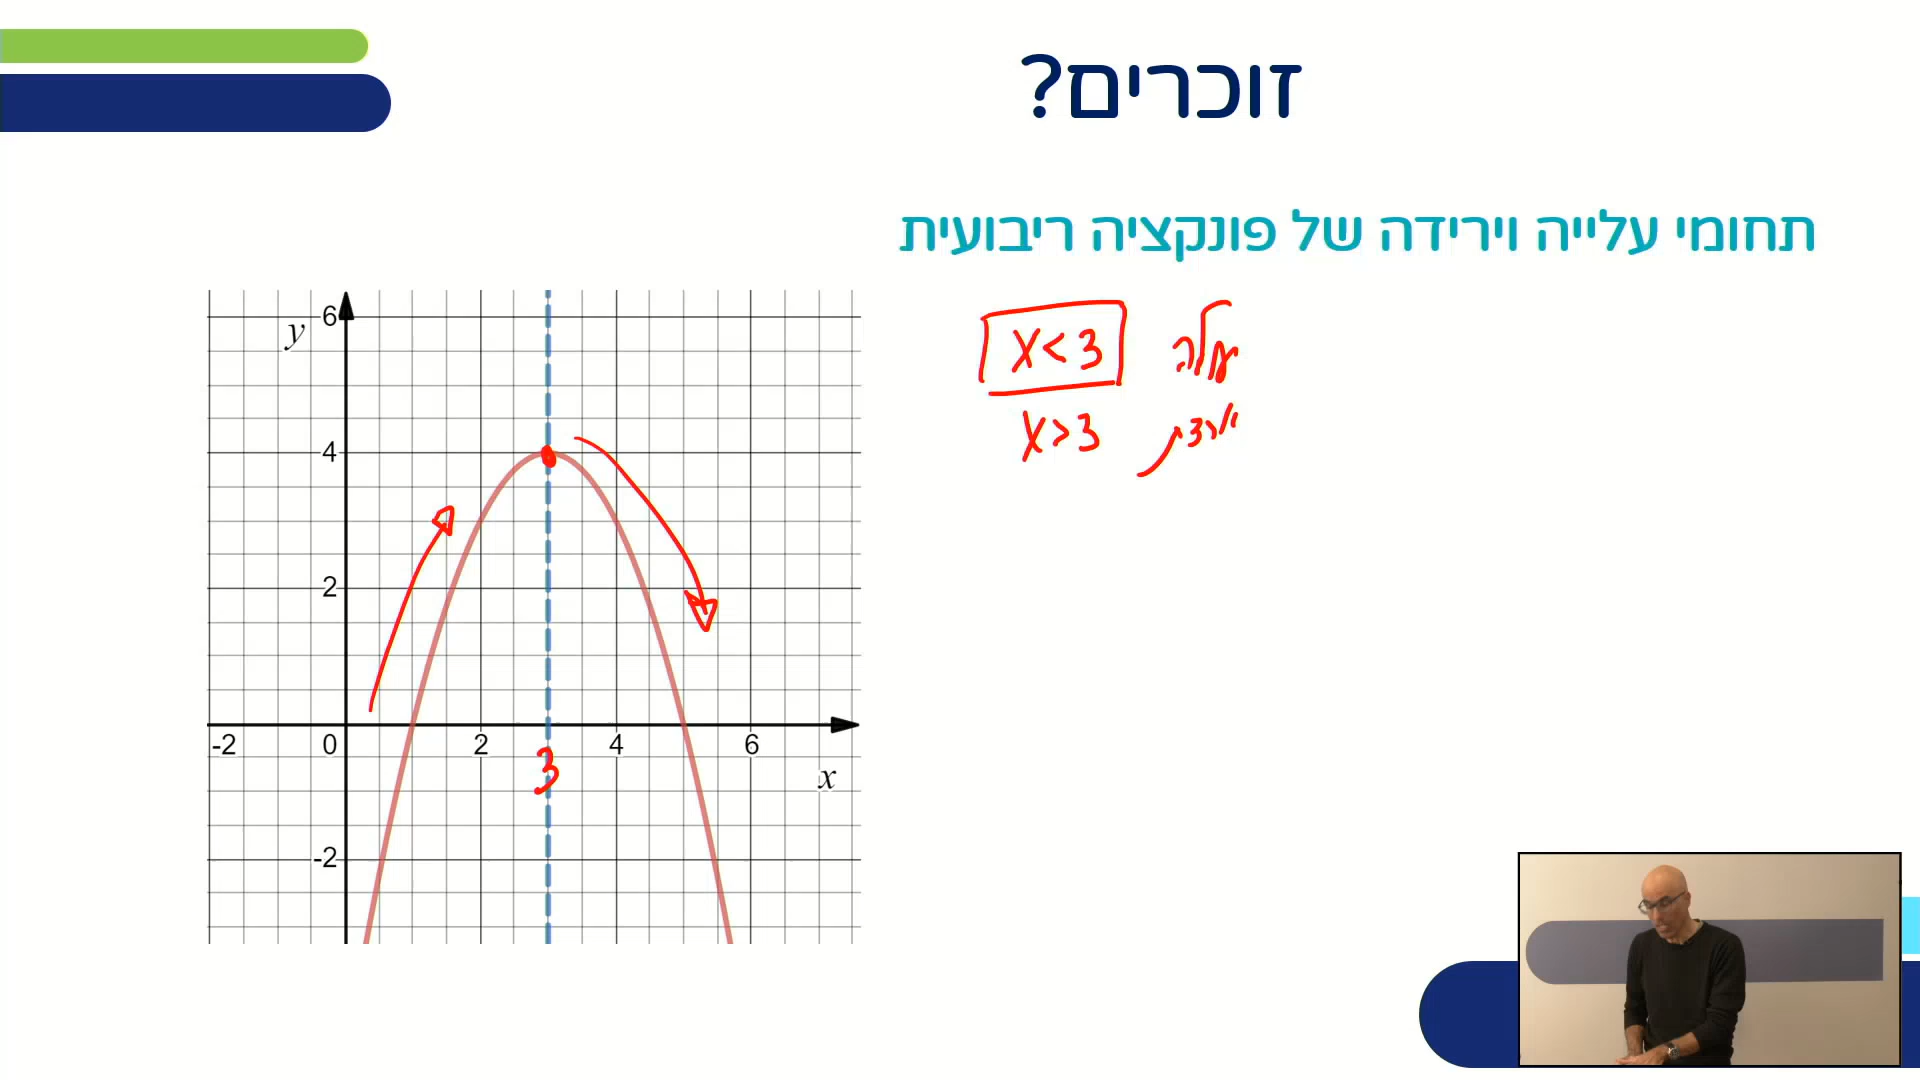 זוכרים?
תחומי עלייה וירידה של פונקציה ריבועית
עולה X<3
יורדת X>3
y
6
4
2
-2 0 2 4 6
3
x
-2